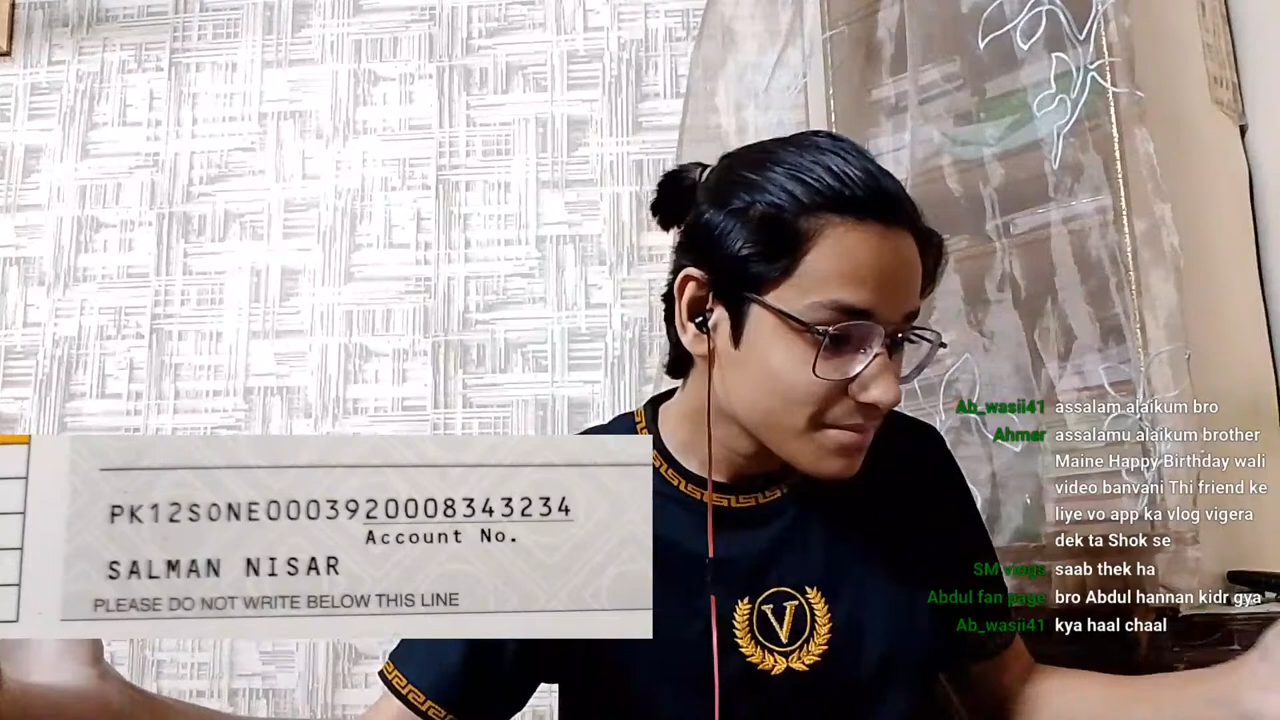 PK12SONE0003920008343234
Account No.
SALMAN NISAR
PLEASE DO NOT WRITE BELOW THIS LINE
V
Ab_wasii41 assalam alaikum bro
Ahmer assalamu alaikum brother
Maine Happy Birthday wali
video banvani Thi friend ke
liye vo app ka vlog vigera
dek ta Shok se
SM vlogs saab thek ha
Abdul fan page bro Abdul hannan kidr gya
Ab_wasii41 kya haal chaal